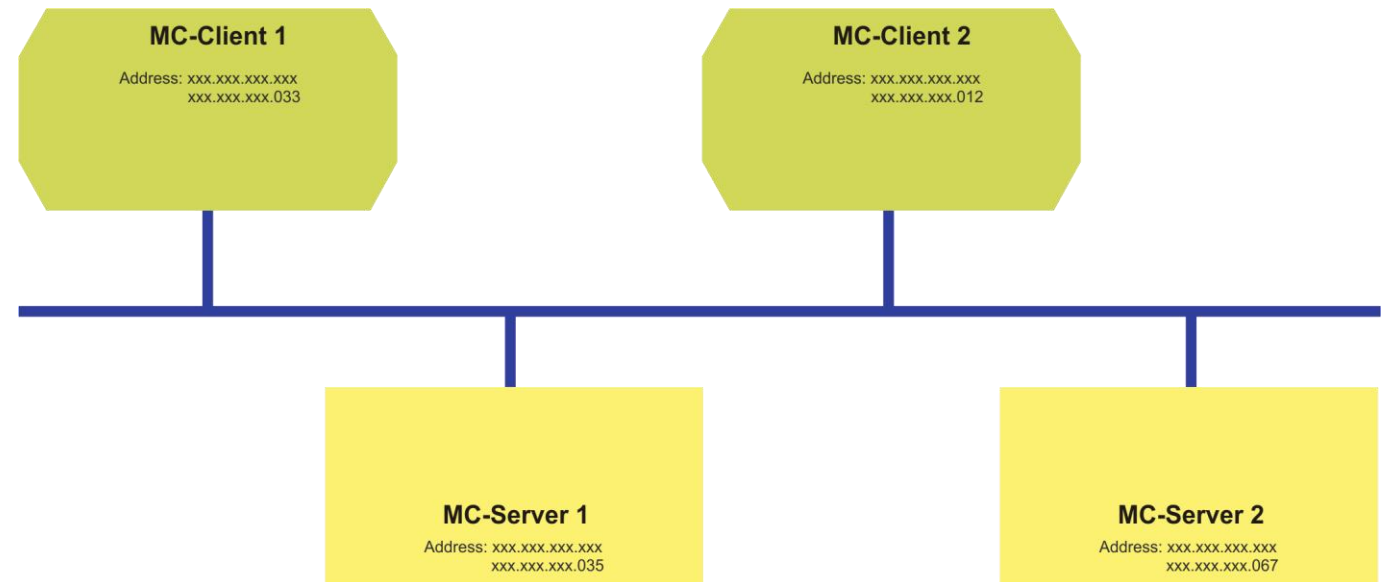 MC-Client 1
Address: xxx.xxx.xxx.xxx
xxx.xxx.xxx.033
MC-Client 2
Address: xxx.xxx.xxx.xxx
xxx.xxx.xxx.012
MC-Server 1
Address: xxx.xxx.xxx.xxx
xxx.xxx.xxx.035
MC-Server 2
Address: xxx.xxx.xxx.xxx
xxx.xxx.xxx.067